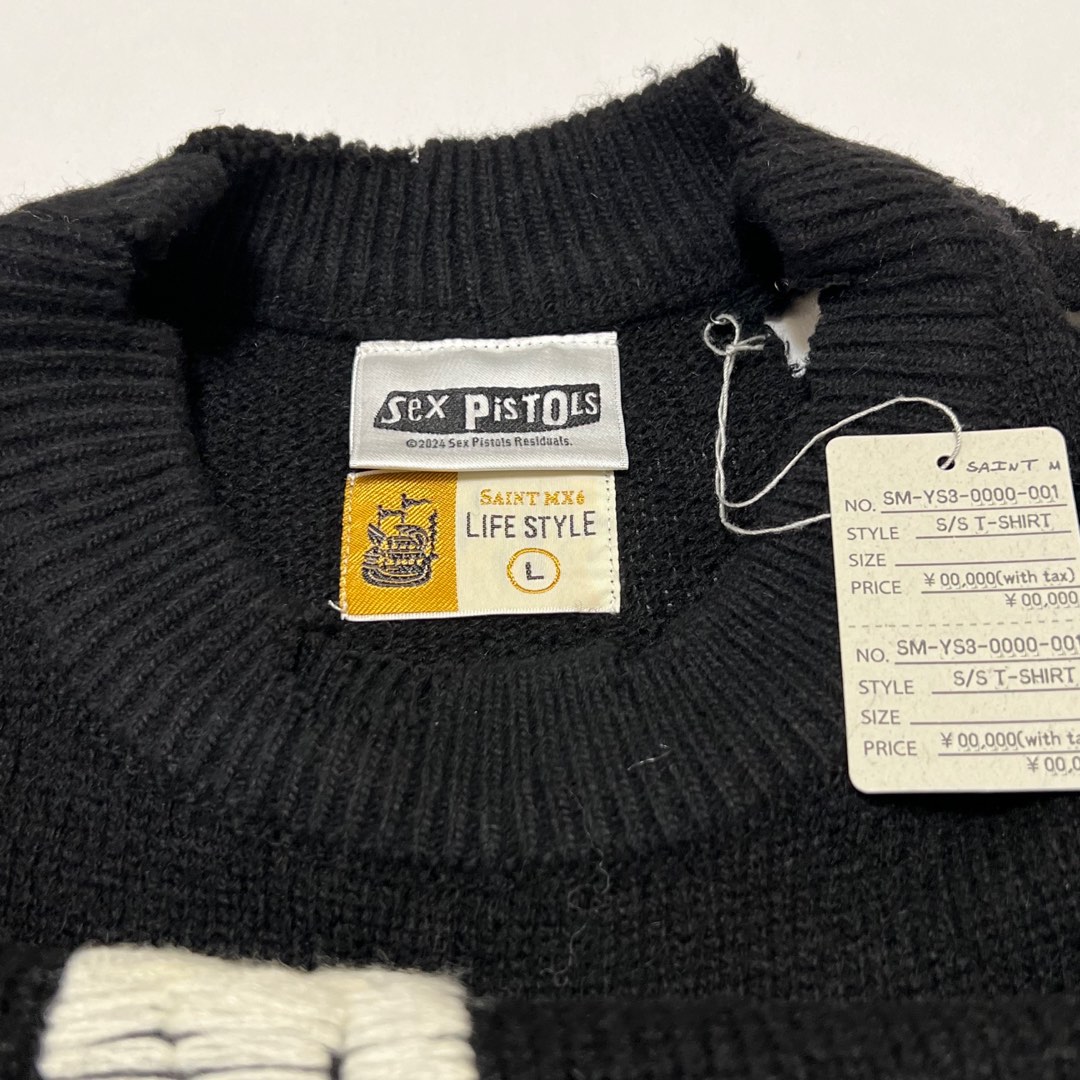 Sex PiSTOLS
©2024 Sex Pistols Residuals.
SAINT MX6
LIFE STYLE
L
SAINT M
NO. SM-YS3-0000-001
STYLE S/S T-SHIRT
SIZE
PRICE ¥00,000(with tax)
¥00,000
NO. SM-YS3-0000-001
STYLE S/S T-SHIRT
SIZE
PRICE ¥00,000(with ta
¥00,0